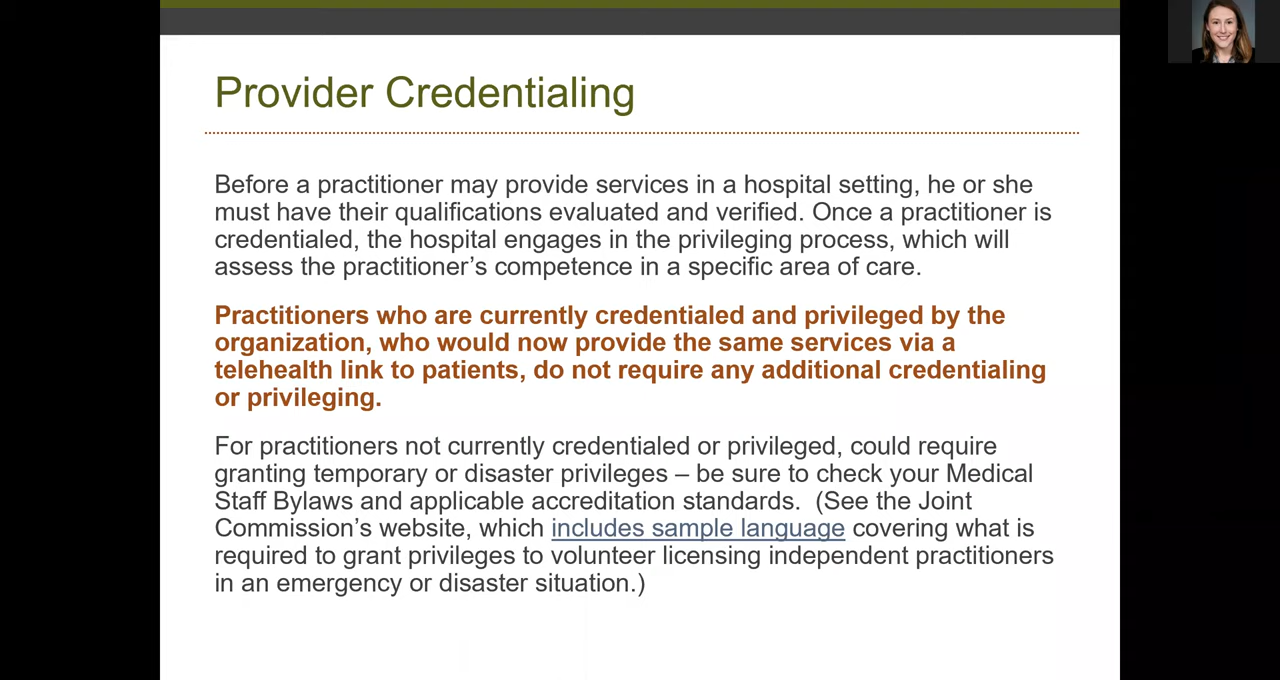 Provider Credentialing
Before a practitioner may provide services in a hospital setting, he or she
must have their qualifications evaluated and verified. Once a practitioner is
credentialed, the hospital engages in the privileging process, which will
assess the practitioner’s competence in a specific area of care.
Practitioners who are currently credentialed and privileged by the
organization, who would now provide the same services via a
telehealth link to patients, do not require any additional credentialing
or privileging.
For practitioners not currently credentialed or privileged, could require
granting temporary or disaster privileges – be sure to check your Medical
Staff Bylaws and applicable accreditation standards.  (See the Joint
Commission’s website, which includes sample language covering what is
required to grant privileges to volunteer licensing independent practitioners
in an emergency or disaster situation.)